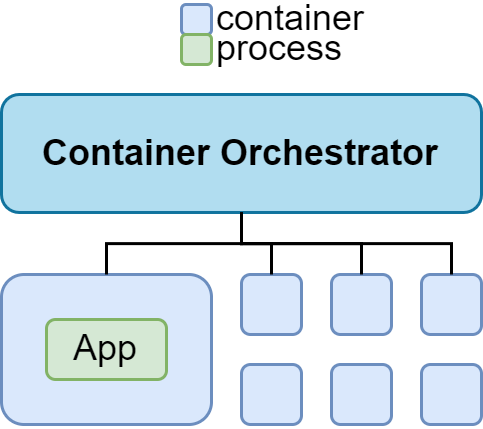 container
process
Container Orchestrator
App